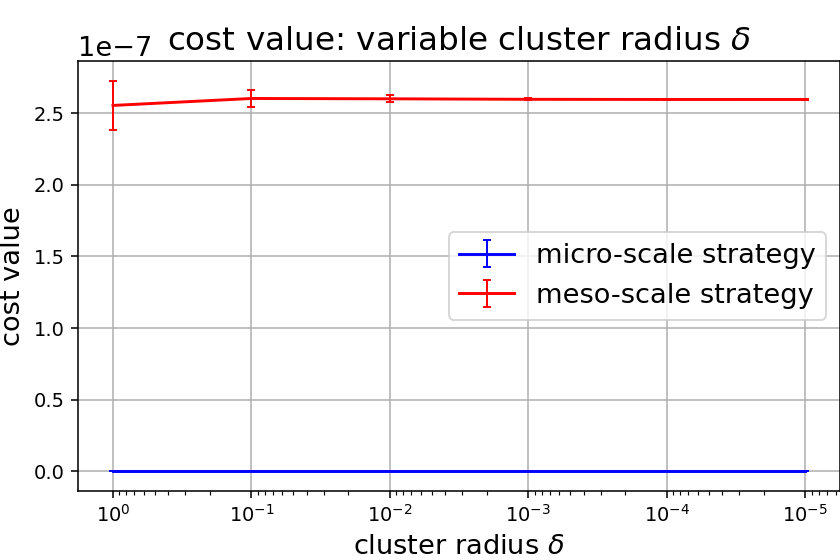 1e−7 cost value: variable cluster radius δ
cost value
2.5
2.0
1.5
1.0
0.5
0.0
micro-scale strategy
meso-scale strategy
10⁰ 10⁻¹ 10⁻² 10⁻³ 10⁻⁴ 10⁻⁵
cluster radius δ